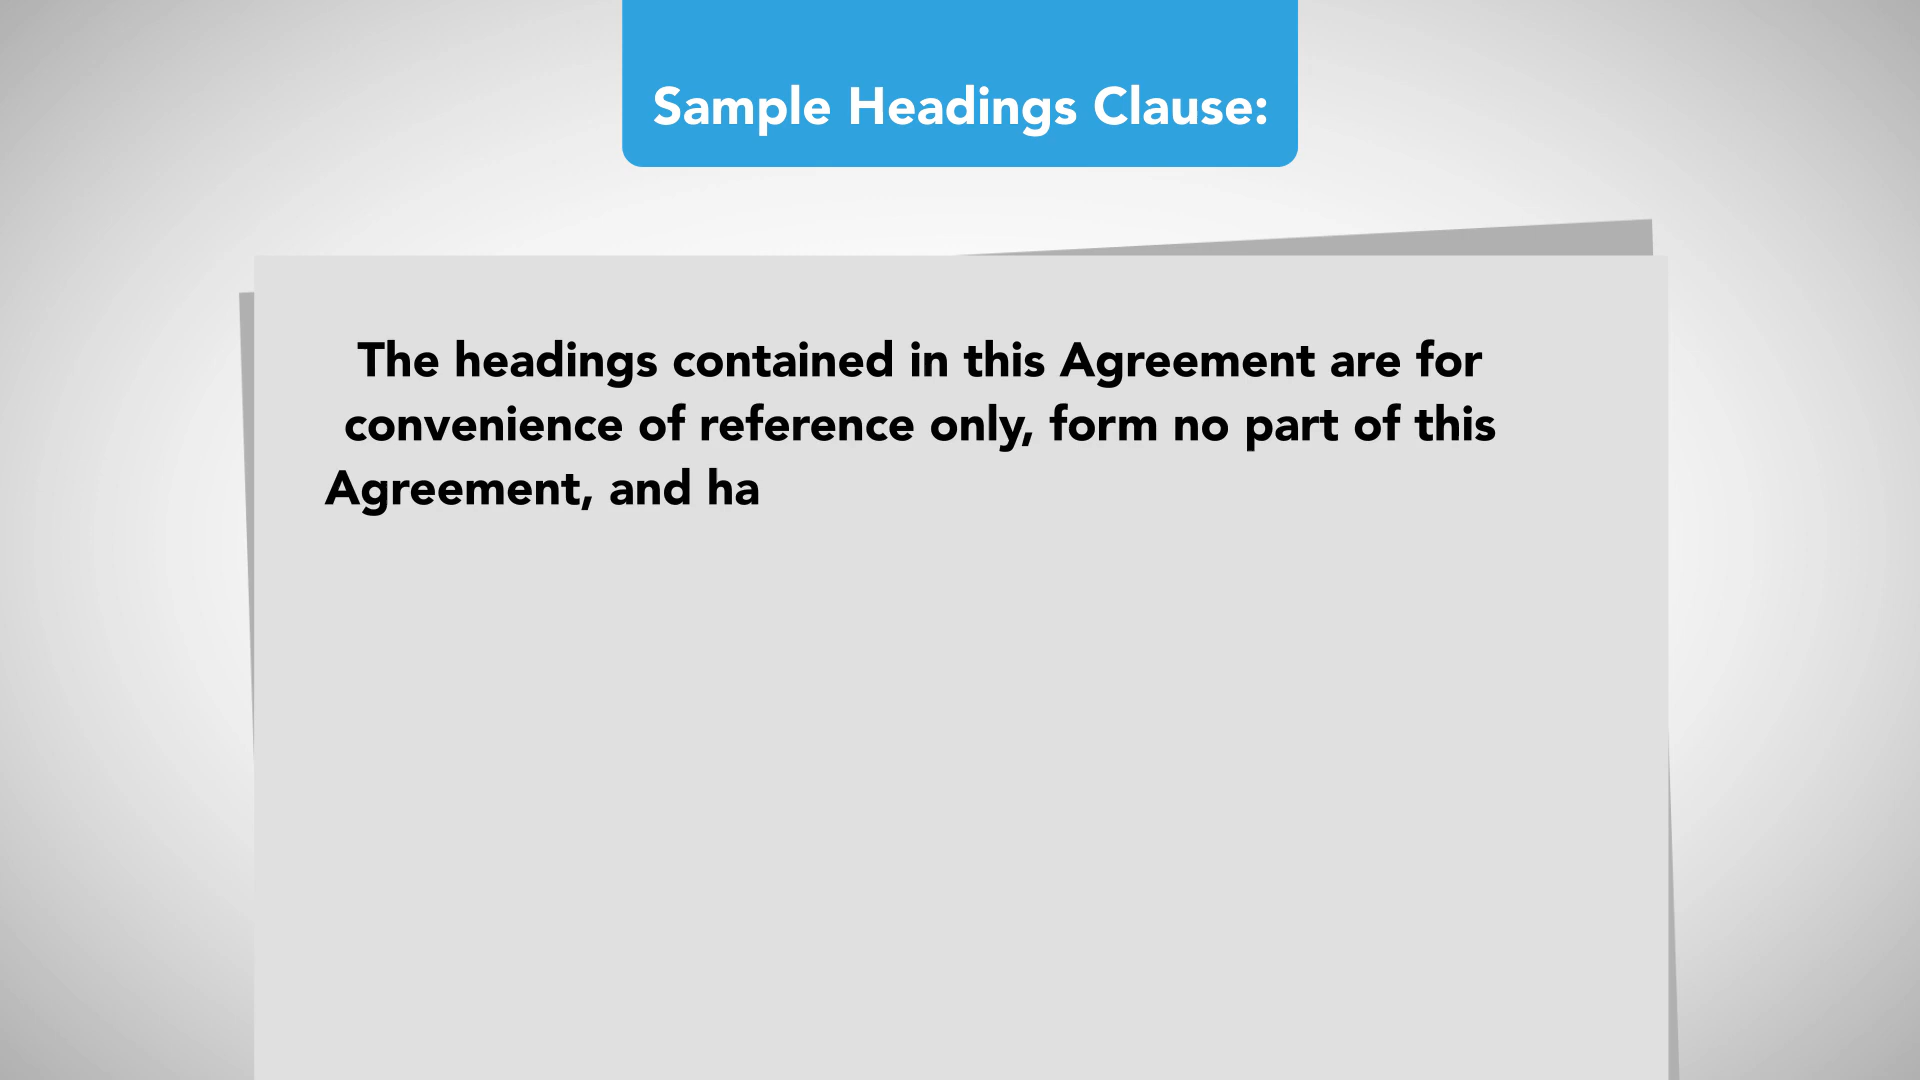 Sample Headings Clause:
The headings contained in this Agreement are for
convenience of reference only, form no part of this
Agreement, and ha